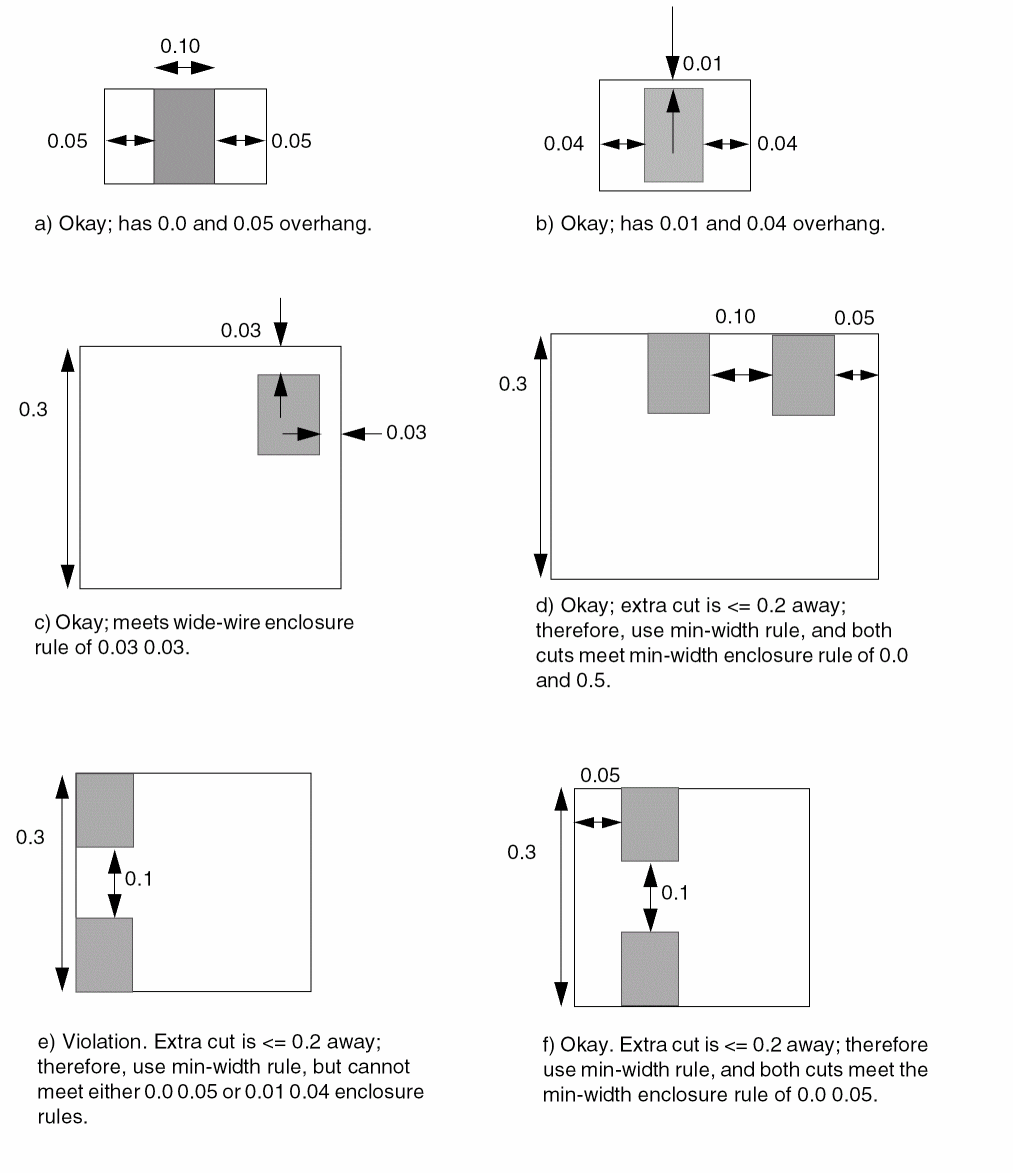 0.10
0.05
0.05
a) Okay; has 0.0 and 0.05 overhang.
0.01
0.04
0.04
b) Okay; has 0.01 and 0.04 overhang.
0.03
0.3
0.03
c) Okay; meets wide-wire enclosure
rule of 0.03 0.03.
0.10
0.05
0.3
d) Okay; extra cut is <= 0.2 away;
therefore, use min-width rule, and both
cuts meet min-width enclosure rule of 0.0
and 0.5.
0.3
0.1
e) Violation. Extra cut is <= 0.2 away;
therefore, use min-width rule, but cannot
meet either 0.0 0.05 or 0.01 0.04 enclosure
rules.
0.05
0.3
0.1
f) Okay. Extra cut is <= 0.2 away; therefore
use min-width rule, and both cuts meet the
min-width enclosure rule of 0.0 0.05.